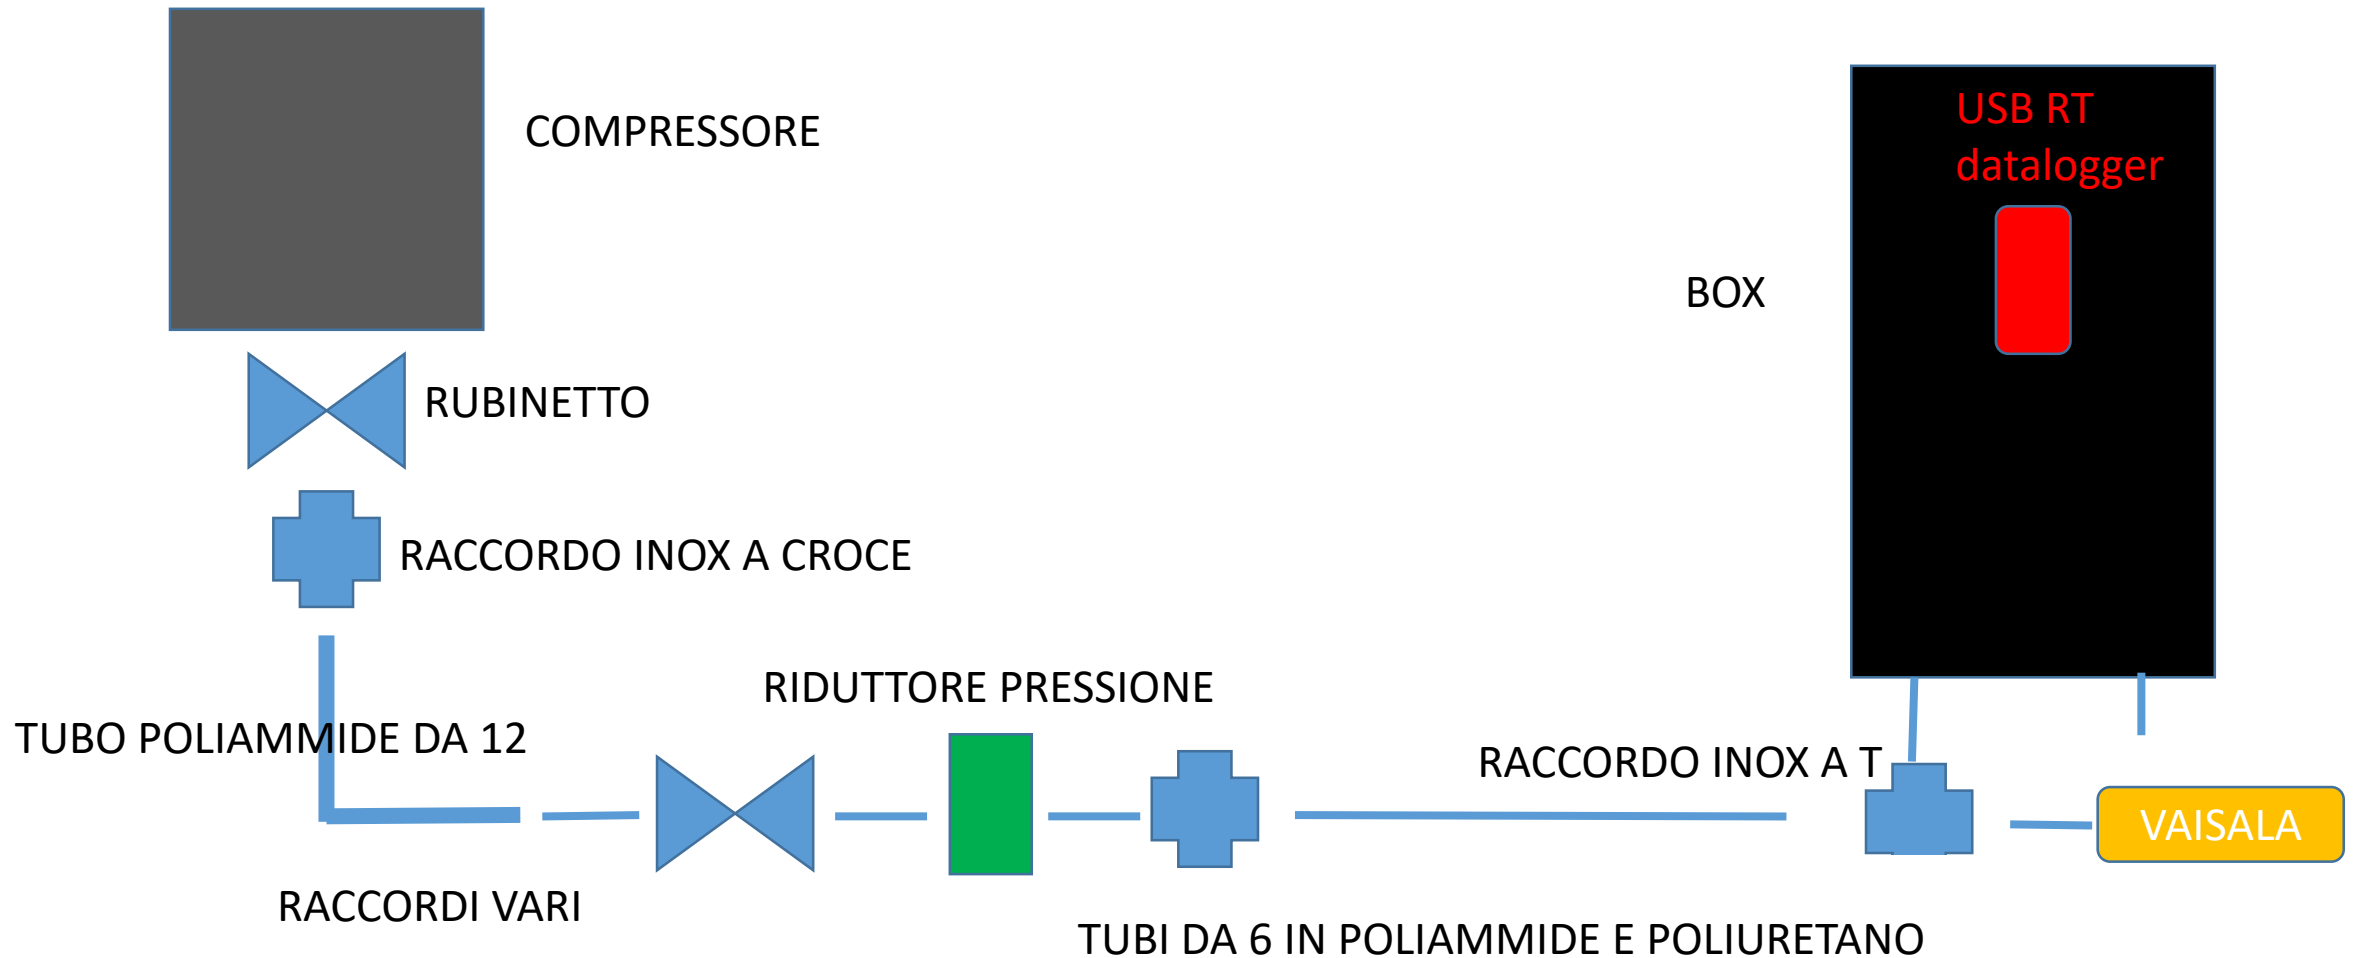 COMPRESSORE
USB RT
datalogger
BOX
RUBINETTO
RACCORDO INOX A CROCE
RIDUTTORE PRESSIONE
TUBO POLIAMMIDE DA 12
RACCORDO INOX A T
VAISALA
RACCORDI VARI
TUBI DA 6 IN POLIAMMIDE E POLIURETANO